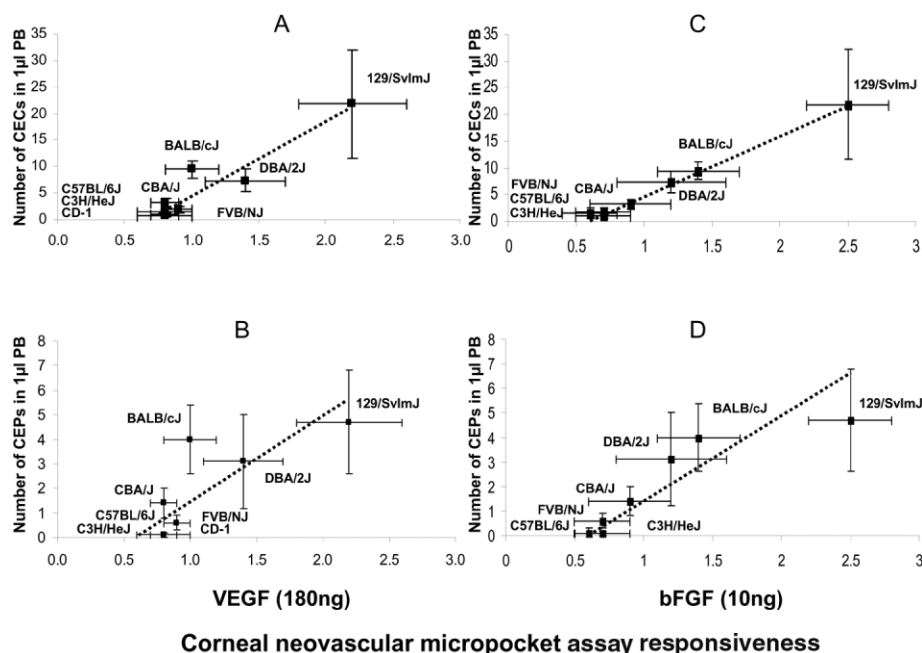 A
Number of CECs in 1µl PB
35
30
25
20
15
10
5
0
129/SvlmJ
BALB/cJ
DBA/2J
C57BL/6J
CBA/J
C3H/HeJ
CD-1
FVB/NJ
0.0 0.5 1.0 1.5 2.0 2.5 3.0
C
Number of CECs in 1µl PB
35
30
25
20
15
10
5
0
129/SvlmJ
BALB/cJ
FVB/NJ
CBA/J
C57BL/6J
DBA/2J
C3H/HeJ
0 0.5 1 1.5 2 2.5 3
B
Number of CEPs in 1µl PB
8
7
6
5
4
3
2
1
0
129/SvlmJ
BALB/cJ
DBA/2J
CBA/J
C57BL/6J
FVB/NJ
C3H/HeJ
CD-1
0.0 0.5 1.0 1.5 2.0 2.5 3.0
VEGF (180ng)
D
Number of CEPs in 1µl PB
8
7
6
5
4
3
2
1
0
BALB/cJ
129/SvlmJ
DBA/2J
CBA/J
FVB/NJ
C57BL/6J
C3H/HeJ
0 0.5 1 1.5 2 2.5 3
bFGF (10ng)
Corneal neovascular micropocket assay responsiveness